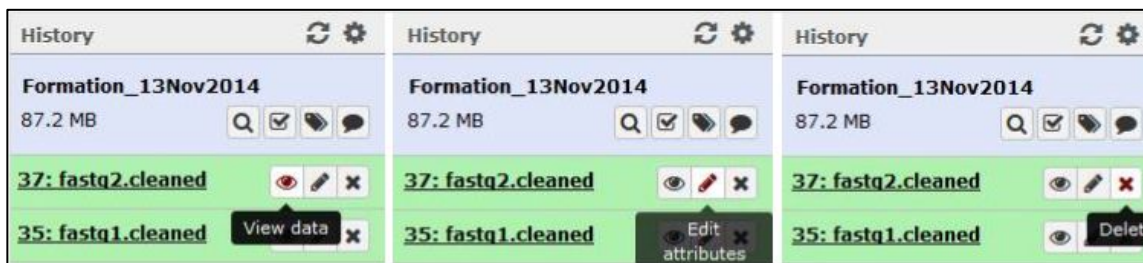 History
Formation_13Nov2014
87.2 MB
37: fastq2.cleaned
View data
35: fastq1.cleaned
History
Formation_13Nov2014
87.2 MB
37: fastq2.cleaned
35: fastq1.cleaned
Edit
attributes
History
Formation_13Nov2014
87.2 MB
37: fastq2.cleaned
35: fastq1.cleaned
Delet